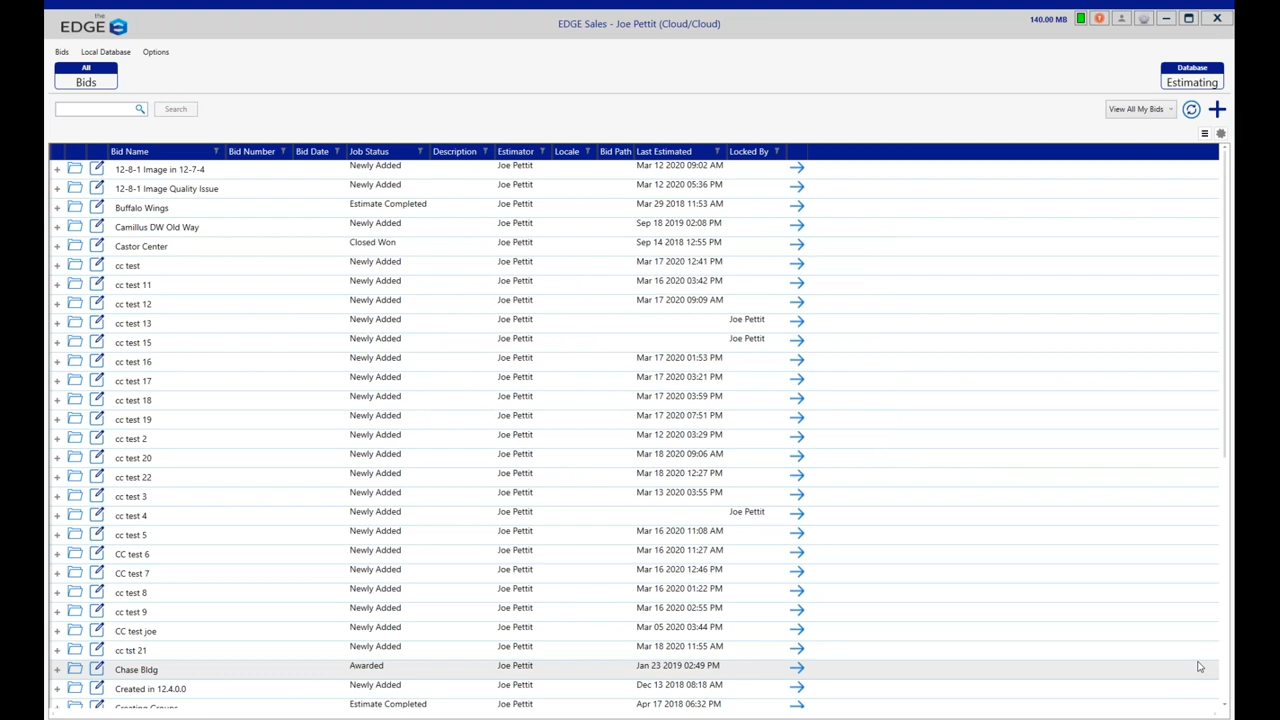 the
EDGE
EDGE Sales - Joe Pettit (Cloud/Cloud)
140.00 MB
Bids Local Database Options
All
Bids
Database
Estimating
Search
View All My Bids
Bid Name Bid Number Bid Date Job Status Description Estimator Locale Bid Path Last Estimated Locked By
12-8-1 Image in 12-7-4 Newly Added Joe Pettit Mar 12 2020 09:02 AM
12-8-1 Image Quality Issue Newly Added Joe Pettit Mar 12 2020 05:36 PM
Buffalo Wings Estimate Completed Joe Pettit Mar 29 2018 11:53 AM
Camillus DW Old Way Newly Added Joe Pettit Sep 18 2019 02:08 PM
Castor Center Closed Won Joe Pettit Sep 14 2018 12:55 PM
cc test Newly Added Joe Pettit Mar 17 2020 12:41 PM
cc test 11 Newly Added Joe Pettit Mar 16 2020 03:42 PM
cc test 12 Newly Added Joe Pettit Mar 17 2020 09:09 AM
cc test 13 Newly Added Joe Pettit Joe Pettit
cc test 15 Newly Added Joe Pettit Joe Pettit
cc test 16 Newly Added Joe Pettit Mar 17 2020 01:53 PM
cc test 17 Newly Added Joe Pettit Mar 17 2020 03:21 PM
cc test 18 Newly Added Joe Pettit Mar 17 2020 03:59 PM
cc test 19 Newly Added Joe Pettit Mar 17 2020 07:51 PM
cc test 2 Newly Added Joe Pettit Mar 12 2020 03:29 PM
cc test 20 Newly Added Joe Pettit Mar 18 2020 09:06 AM
cc test 22 Newly Added Joe Pettit Mar 18 2020 12:27 PM
cc test 3 Newly Added Joe Pettit Mar 13 2020 03:55 PM
cc test 4 Newly Added Joe Pettit Joe Pettit
cc test 5 Newly Added Joe Pettit Mar 16 2020 11:08 AM
CC test 6 Newly Added Joe Pettit Mar 16 2020 11:27 AM
CC test 7 Newly Added Joe Pettit Mar 16 2020 12:46 PM
cc test 8 Newly Added Joe Pettit Mar 16 2020 01:22 PM
cc test 9 Newly Added Joe Pettit Mar 16 2020 02:55 PM
CC test joe Newly Added Joe Pettit Mar 05 2020 03:44 PM
cc tst 21 Newly Added Joe Pettit Mar 18 2020 11:55 AM
Chase Bldg Awarded Joe Pettit Jan 23 2019 02:49 PM
Created in 12.4.0.0 Newly Added Joe Pettit Dec 13 2018 08:18 AM
Creating Groups Estimate Completed Joe Pettit Apr 17 2018 06:32 PM